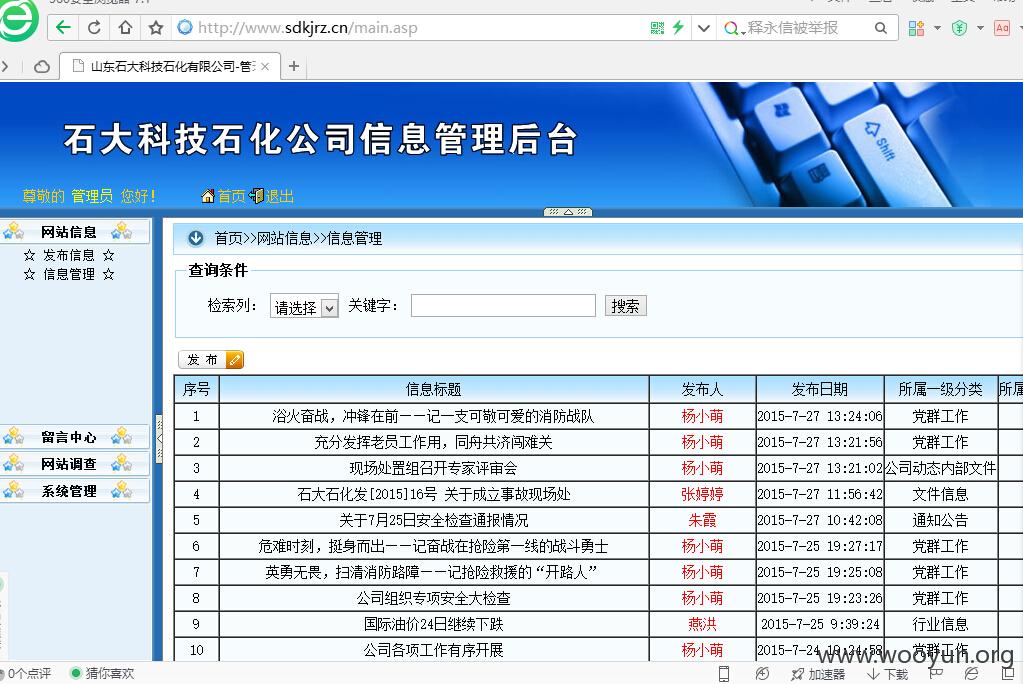 http://www.sdkjrz.cn/main.asp
释永信被举报
山东石大科技石化有限公司-管
石大科技石化公司信息管理后台
Shift
尊敬的 管理员 您好! 首页 退出
网站信息
☆ 发布信息 ☆
☆ 信息管理 ☆
留言中心
网站调查
系统管理
首页>>网站信息>>信息管理
查询条件
检索列: 请选择 关键字: 搜索
发 布
序号 信息标题 发布人 发布日期 所属一级分类 所属
1 浴火奋战，冲锋在前——记一支可敬可爱的消防战队 杨小萌 2015-7-27 13:24:06 党群工作
2 充分发挥老员工作用，同舟共济闯难关 杨小萌 2015-7-27 13:21:56 党群工作
3 现场处置组召开专家评审会 杨小萌 2015-7-27 13:21:02 公司动态内部文件
4 石大石化发[2015]16号 关于成立事故现场处 张婷婷 2015-7-27 11:56:42 文件信息
5 关于7月25日安全检查通报情况 朱霞 2015-7-27 10:42:08 通知公告
6 危难时刻，挺身而出——记奋战在抢险第一线的战斗勇士 杨小萌 2015-7-25 19:27:17 党群工作
7 英勇无畏，扫清消防路障——记抢险救援的“开路人” 杨小萌 2015-7-25 19:25:08 党群工作
8 公司组织专项安全大检查 杨小萌 2015-7-25 19:23:26 党群工作
9 国际油价24日继续下跌 燕洪 2015-7-25 9:39:24 行业信息
10 公司各项工作有序开展 杨小萌 2015-7-24 19:24:58 党群工作
www.wooyun.org
0个点评 猜你喜欢 加速器 下载